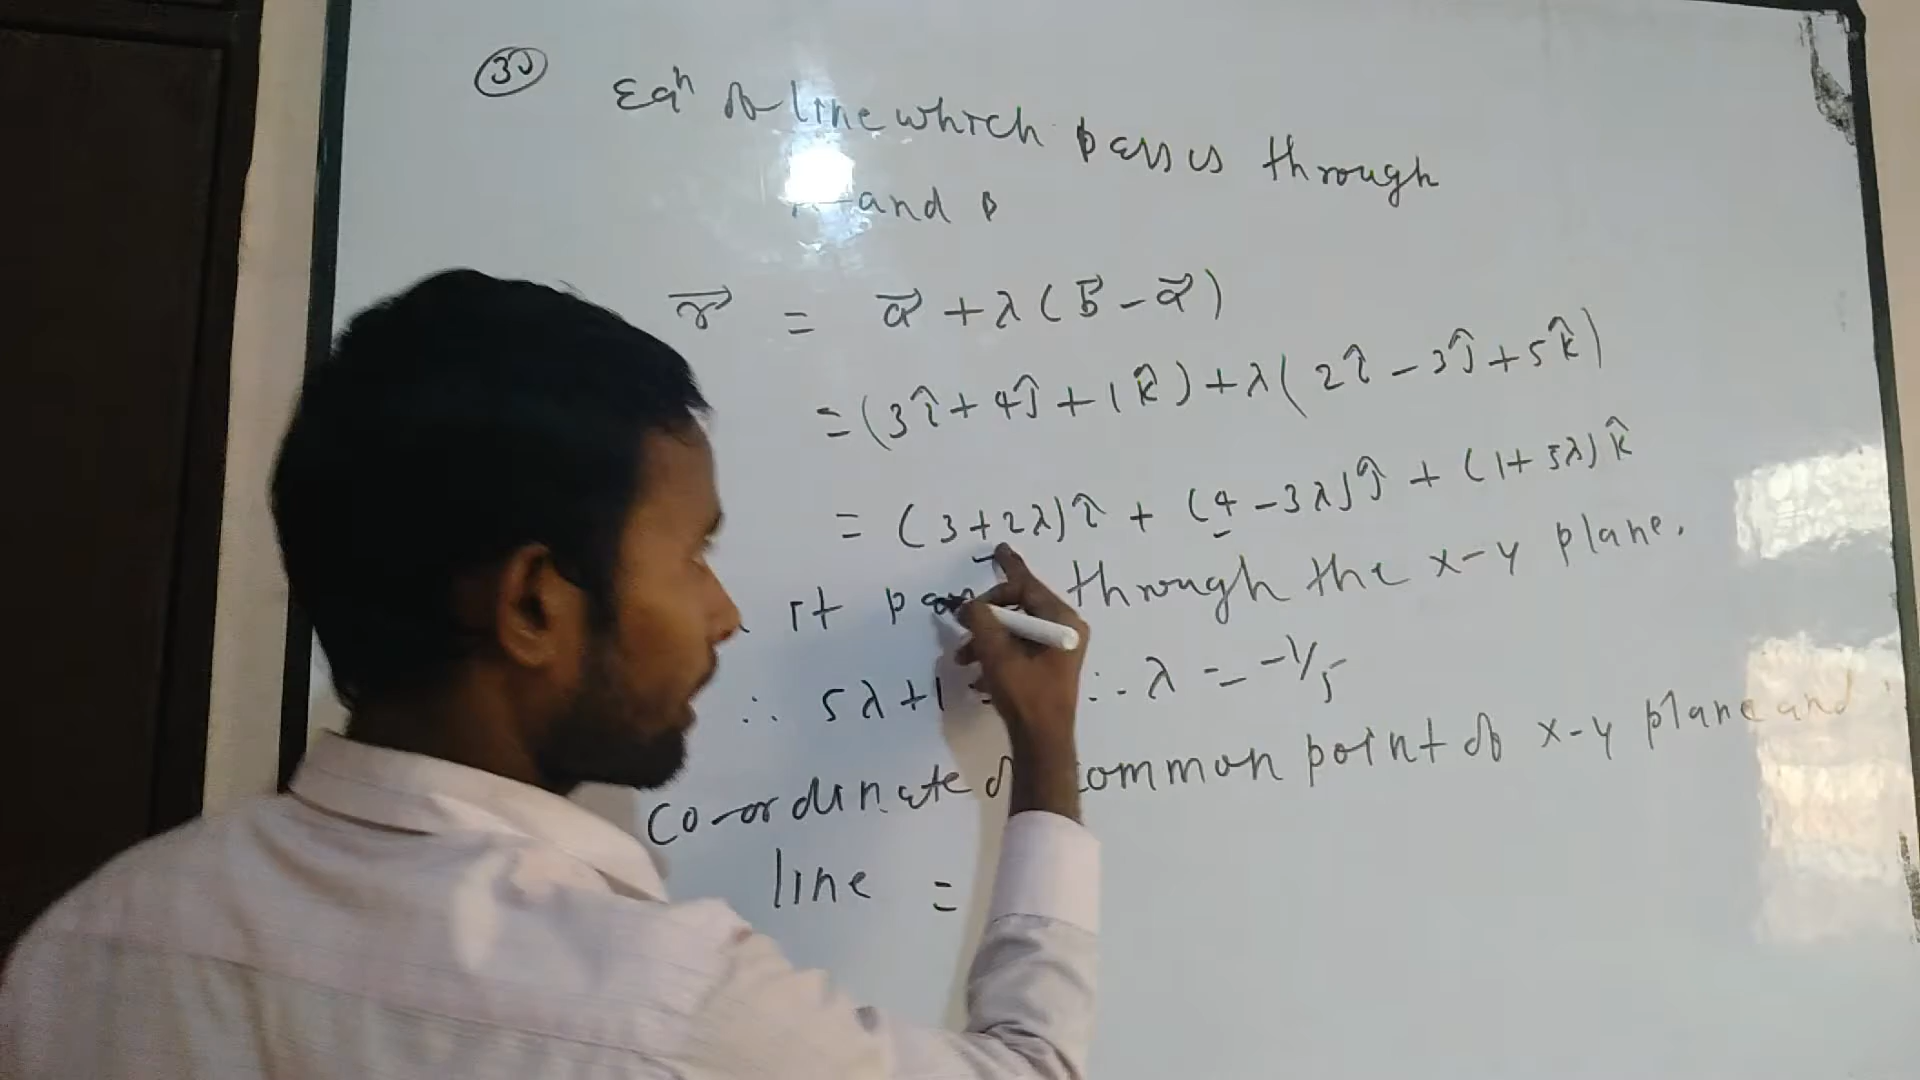 30
Eqⁿ of line which passes through
and B
r⃗ = a⃗ + λ(b⃗ - a⃗)
= (3î + 4ĵ + 1k̂) + λ(2î - 3ĵ + 5k̂)
= (3+2λ)î + (4-3λ)ĵ + (1+5λ)k̂
it through the x-y plane.
∴ 5λ+1 ∴ λ = -1/5
co-ordinate of common point of x-y plane and
line =